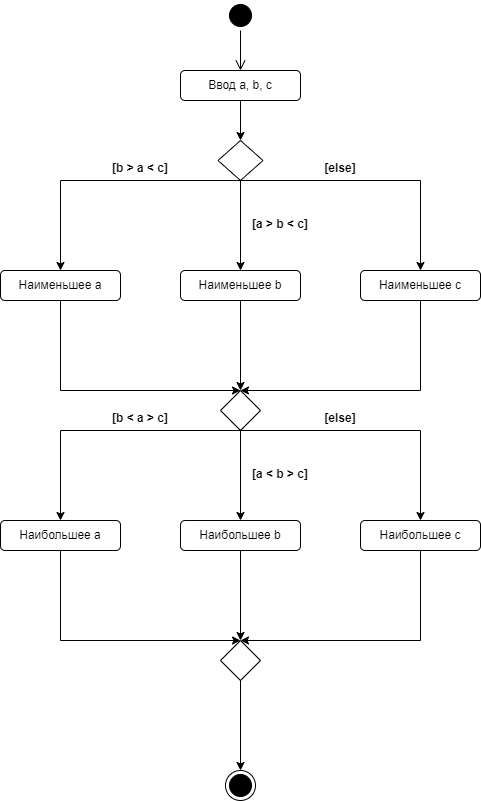 Ввод a, b, c
[b > a < c]
[else]
[a > b < c]
Наименьшее a
Наименьшее b
Наименьшее c
[b < a > c]
[else]
[a < b > c]
Наибольшее a
Наибольшее b
Наибольшее c